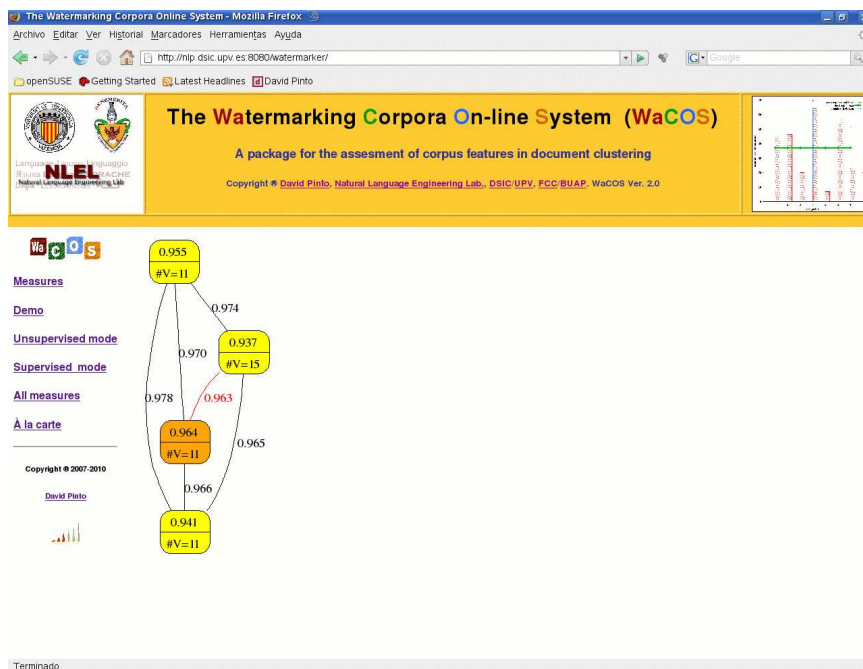 The Watermarking Corpora Online System - Mozilla Firefox
Archivo Editar Ver Historial Marcadores Herramientas Ayuda
http://nlp.dsic.upv.es:8080/watermarker/
Google
openSUSE Getting Started Latest Headlines David Pinto
The Watermarking Corpora On-line System (WaCOS)
A package for the assesment of corpus features in document clustering
Copyright ® David Pinto, Natural Language Engineering Lab., DSIC/UPV, FCC/BUAP. WaCOS Ver. 2.0
NLEL
Natural Language Engineering Lab
Wa C O S
Measures
Demo
Unsupervised mode
Supervised mode
All measures
À la carte
Copyright ® 2007-2010
David Pinto
0.955
#V=11
0.974
0.937
#V=15
0.970
0.978
0.963
0.964
#V=11
0.965
0.966
0.941
#V=11
Terminado